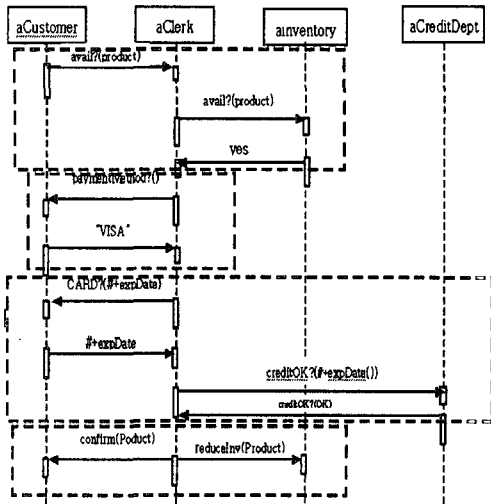 aCustomer
aClerk
aInventory
aCreditDept
avail?(product)
avail?(product)
yes
paymentMethod?()
"VISA"
CARD?(#+expData)
#+expDate
creditOK?(#+expDate())
creditOK?(OK)
confirm(Poduct)
reduceInv(Product)